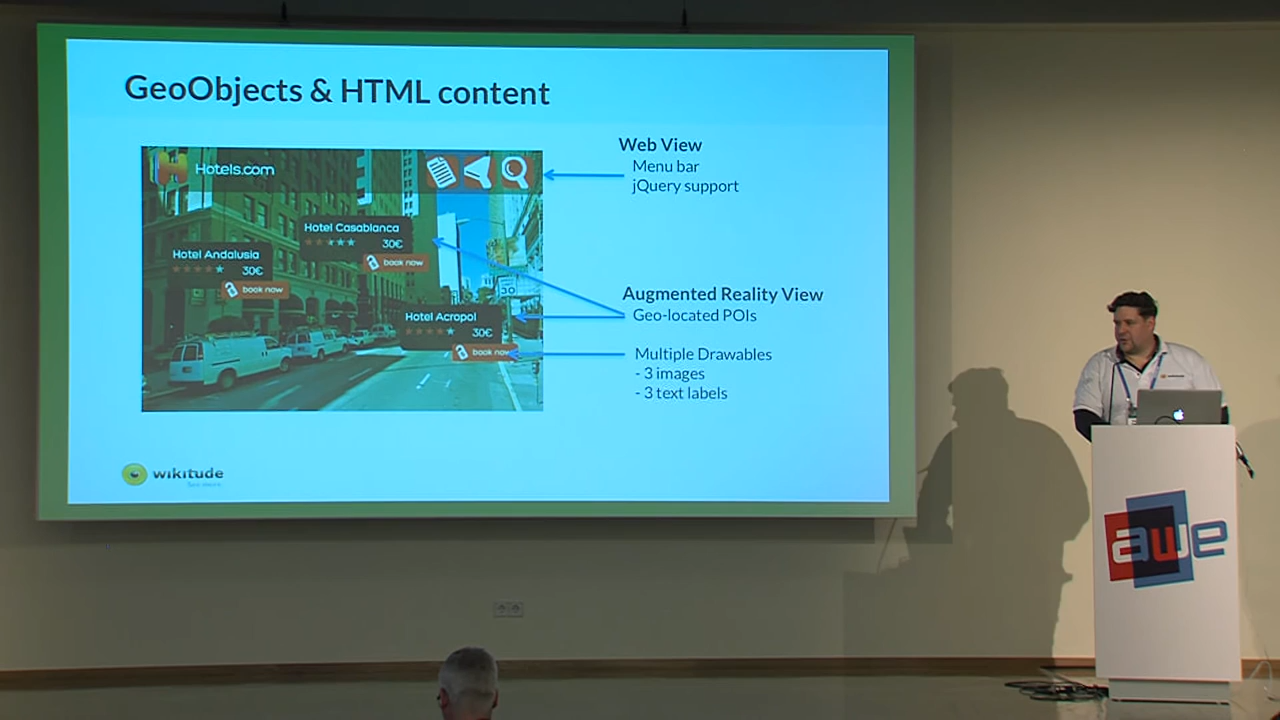 GeoObjects & HTML content
Hotels.com
Hotel Casablanca
30€
book now
Hotel Andalusia
30€
book now
30
Hotel Acropol
30€
book now
Web View
Menu bar
jQuery support
Augmented Reality View
Geo-located POIs
Multiple Drawables
- 3 images
- 3 text labels
wikitude
wikitude
awe